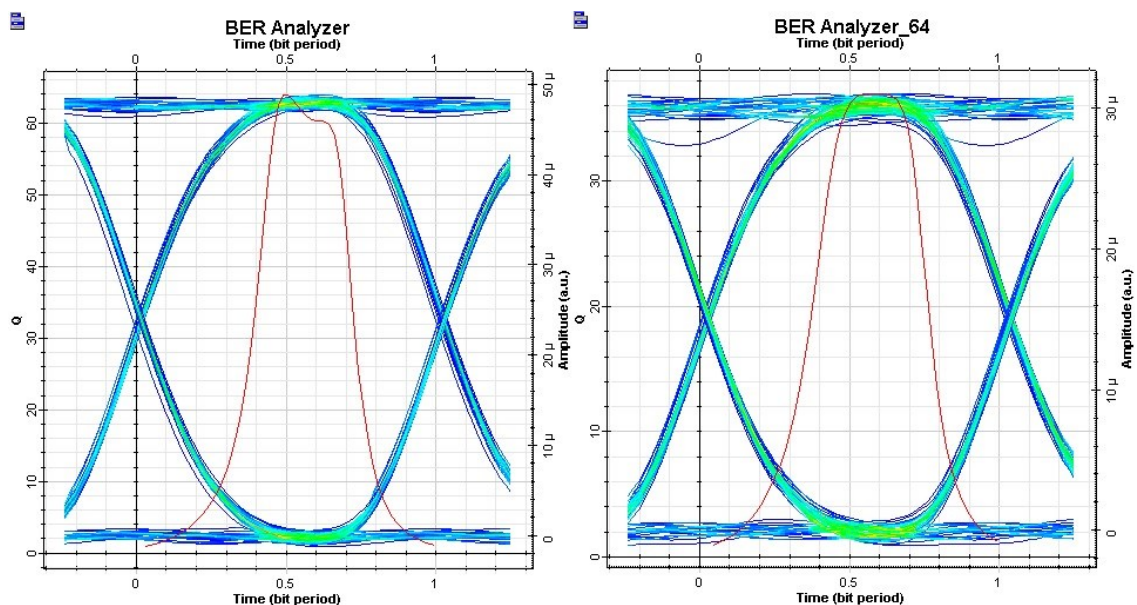 BER Analyzer
Time (bit period)
0 0.5 1
Q
0 10 20 30 40 50 60
Amplitude (a.u.)
0 10 µ 20 µ 30 µ 40 µ 50 µ
0 0.5 1
Time (bit period)
BER Analyzer_64
Time (bit period)
0 0.5 1
Q
0 10 20 30
Amplitude (a.u.)
0 10 µ 20 µ 30 µ
0 0.5 1
Time (bit period)